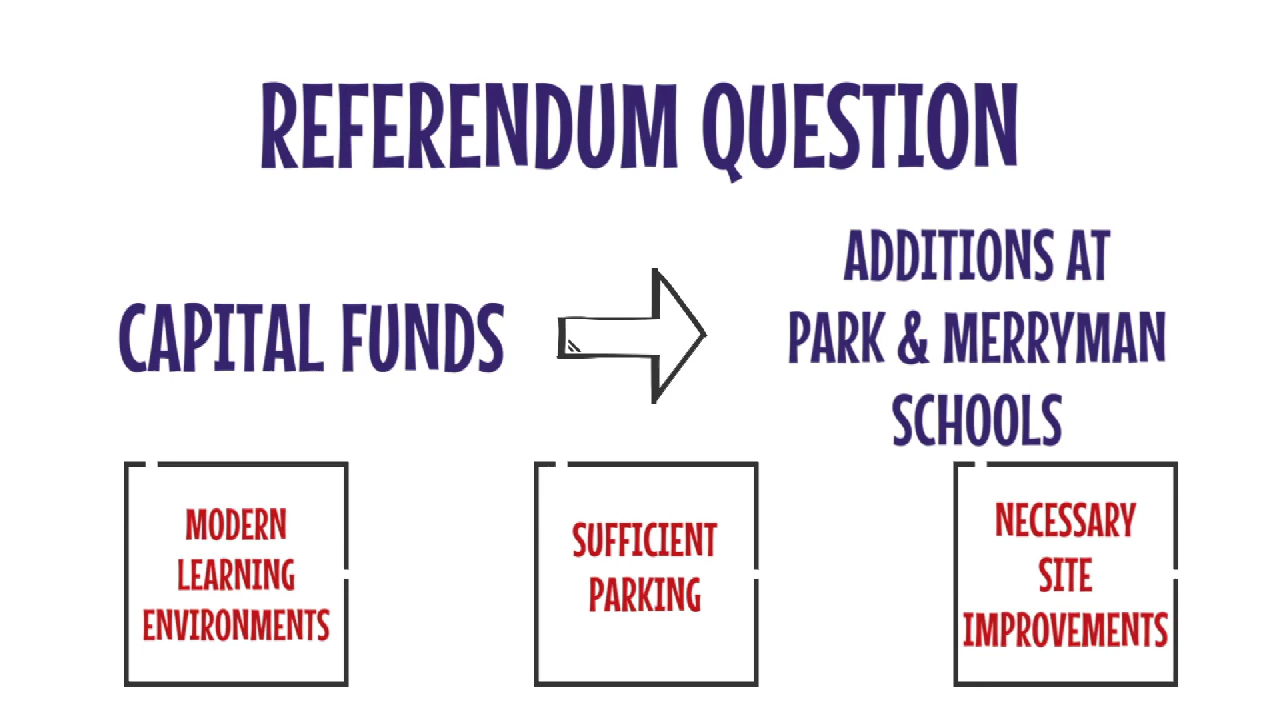 REFERENDUM QUESTION
CAPITAL FUNDS
ADDITIONS AT
PARK & MERRYMAN
SCHOOLS
MODERN
LEARNING
ENVIRONMENTS
SUFFICIENT
PARKING
NECESSARY
SITE
IMPROVEMENTS